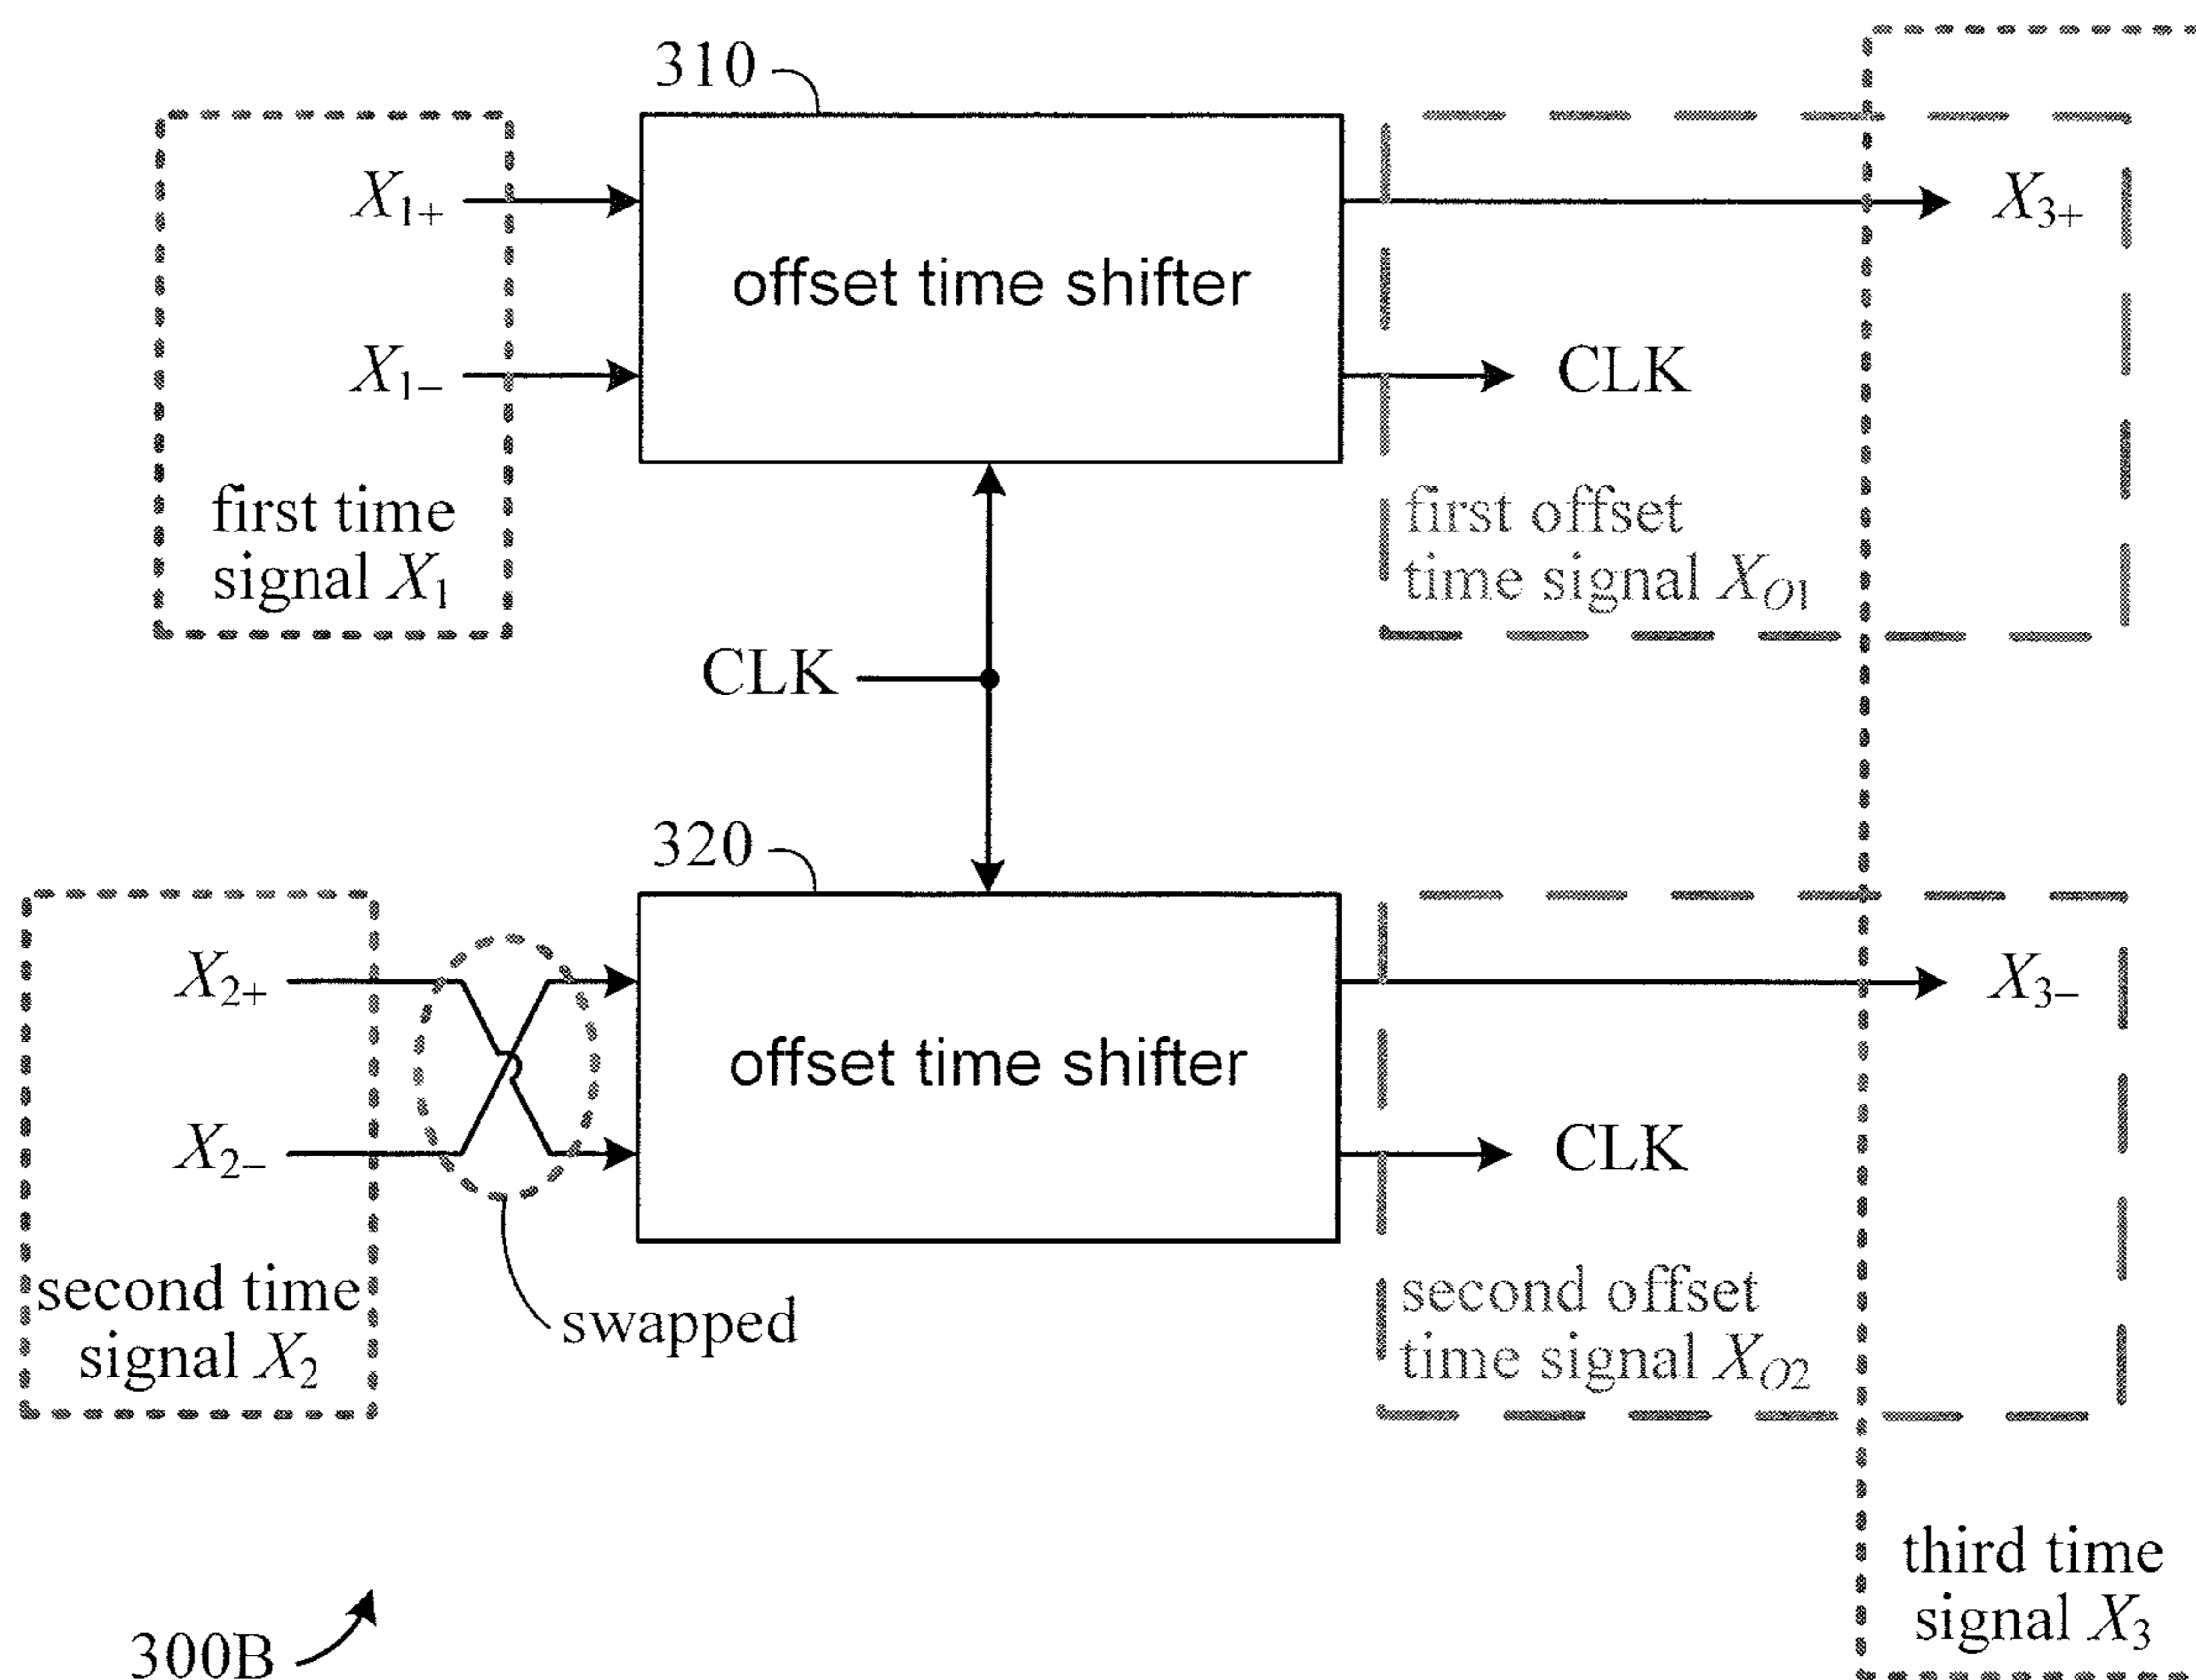 310
X1+
X1−
offset time shifter
X3+
CLK
first time
signal X1
first offset
time signal XO1
CLK
320
X2+
X2−
offset time shifter
X3−
CLK
second time
signal X2
swapped
second offset
time signal XO2
third time
signal X3
300B